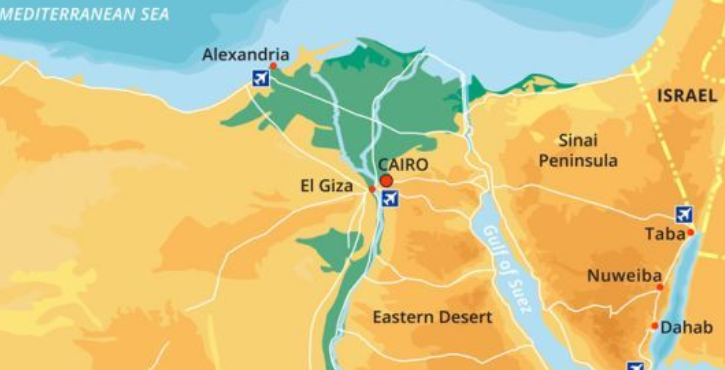 MEDITERRANEAN SEA
Alexandria
ISRAEL
Sinai
Peninsula
CAIRO
El Giza
Taba
Gulf of Suez
Nuweiba
Eastern Desert
Dahab